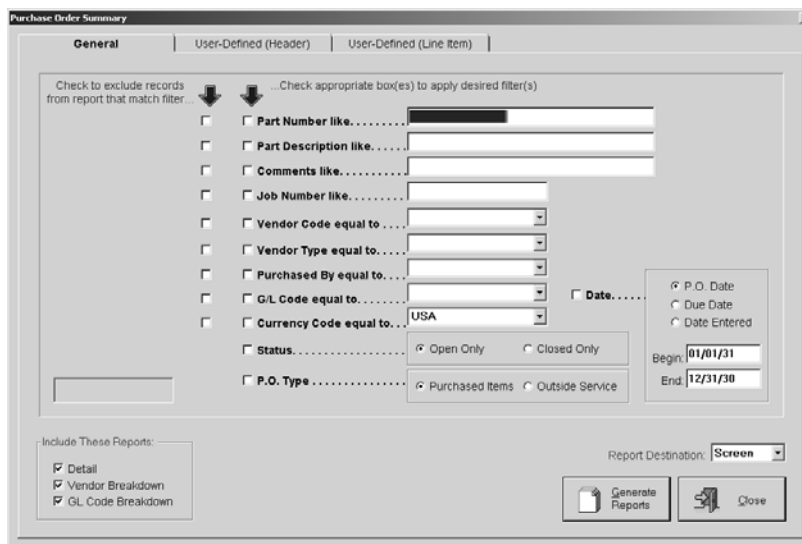 Purchase Order Summary
General
User-Defined (Header)
User-Defined (Line Item)
Check to exclude records
from report that match filter...
...Check appropriate box(es) to apply desired filter(s)
Part Number like.........
Part Description like......
Comments like...........
Job Number like..........
Vendor Code equal to ....
Vendor Type equal to.....
Purchased By equal to....
G/L Code equal to........
Currency Code equal to... USA
Date......
P.O. Date
Due Date
Date Entered
Begin: 01/01/31
End: 12/31/30
Status.................. Open Only Closed Only
P.O. Type ............... Purchased Items Outside Service
Include These Reports:
Detail
Vendor Breakdown
GL Code Breakdown
Report Destination: Screen
Generate
Reports
Close